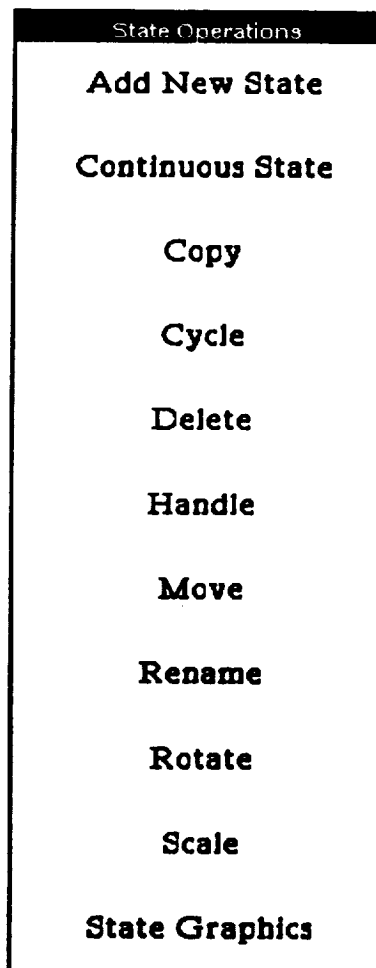 State Operations
Add New State
Continuous State
Copy
Cycle
Delete
Handle
Move
Rename
Rotate
Scale
State Graphics